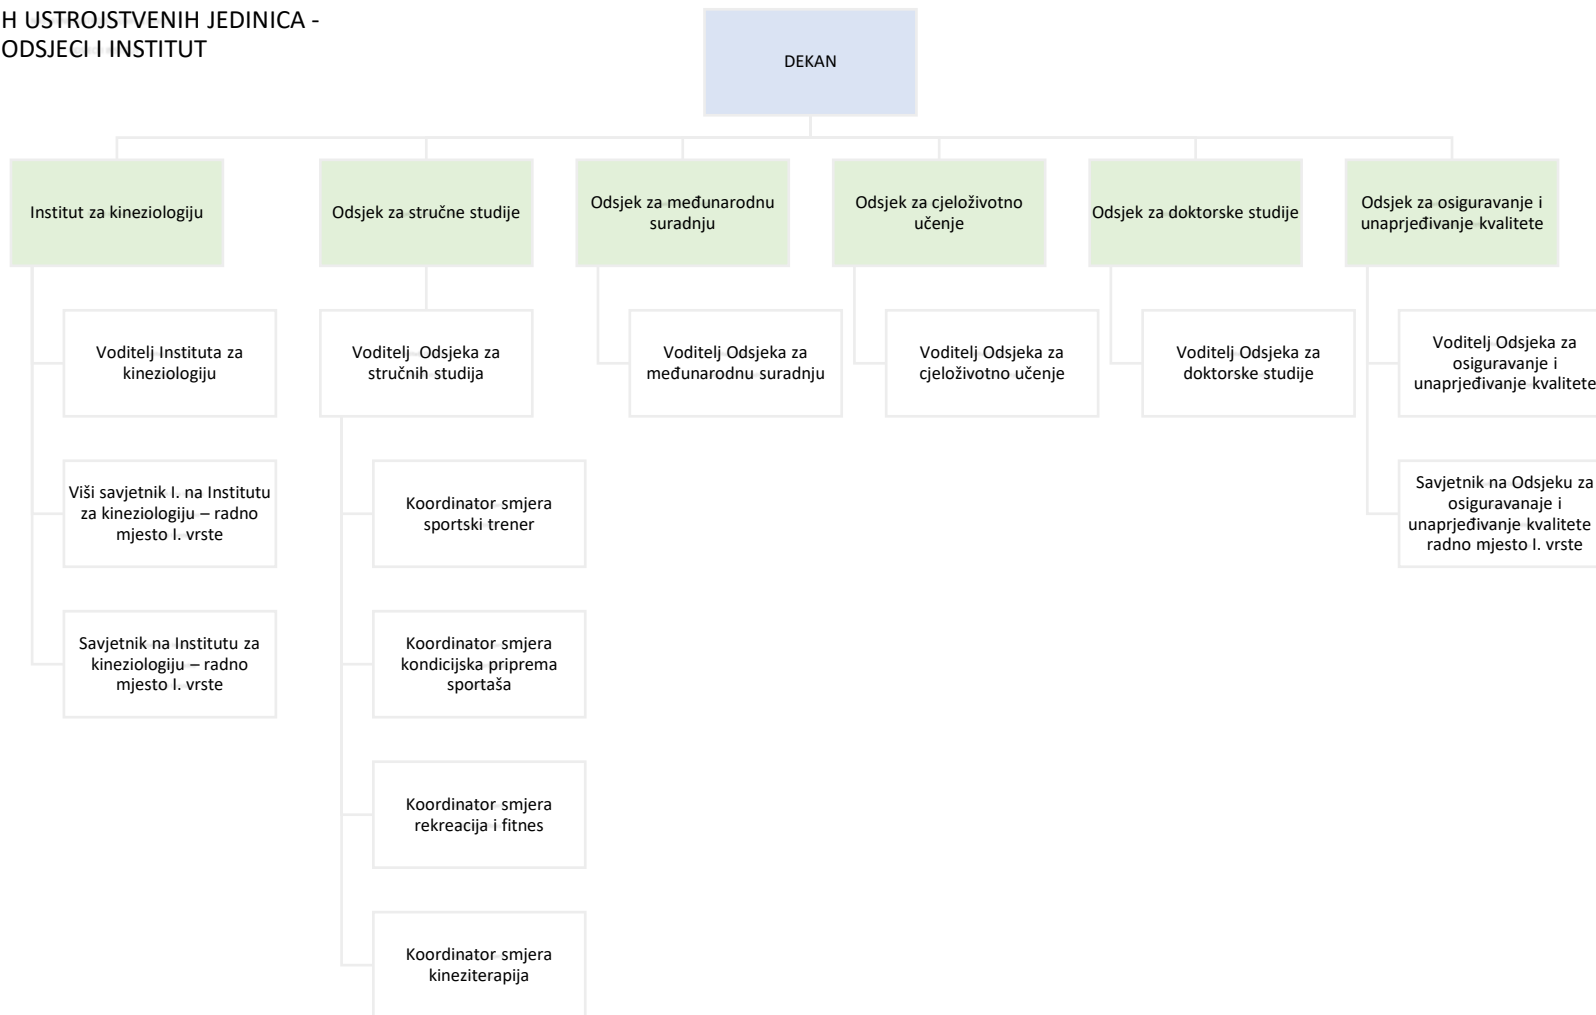 H USTROJSTVENIH JEDINICA -
ODSJECI I INSTITUT
DEKAN
Institut za kineziologiju
Odsjek za stručne studije
Odsjek za međunarodnu
suradnju
Odsjek za cjeloživotno
učenje
Odsjek za doktorske studije
Odsjek za osiguravanje i
unaprjeđivanje kvalitete
Voditelj Instituta za
kineziologiju
Voditelj Odsjeka za
stručnih studija
Voditelj Odsjeka za
međunarodnu suradnju
Voditelj Odsjeka za
cjeloživotno učenje
Voditelj Odsjeka za
doktorske studije
Voditelj Odsjeka za
osiguravanje i
unaprjeđivanje kvalitete
Viši savjetnik I. na Institutu
za kineziologiju – radno
mjesto I. vrste
Koordinator smjera
sportski trener
Savjetnik na Odsjeku za
osiguravanaje i
unaprjeđivanje kvalitete
radno mjesto I. vrste
Savjetnik na Institutu za
kineziologiju – radno
mjesto I. vrste
Koordinator smjera
kondicijska priprema
sportaša
Koordinator smjera
rekreacija i fitnes
Koordinator smjera
kineziterapija